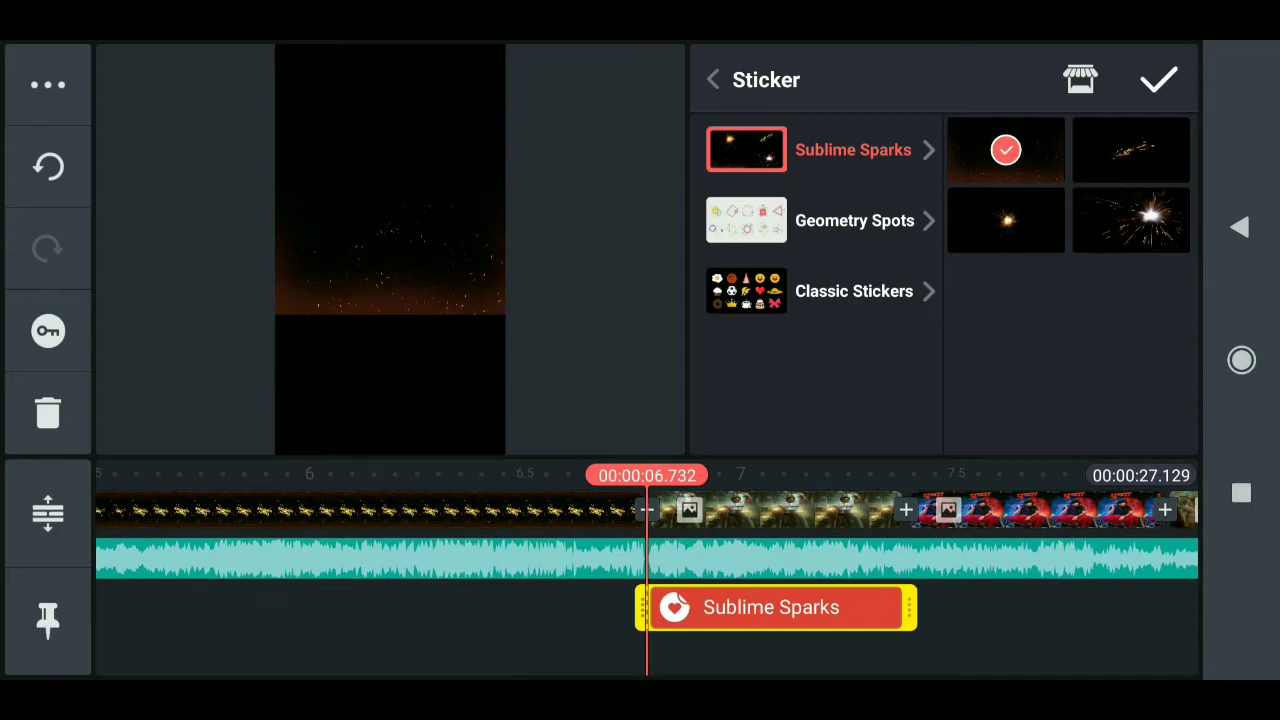 Sticker
Sublime Sparks
Geometry Spots
Classic Stickers
5
6
6.5
00:00:06.732
7
7.5
00:00:27.129
Sublime Sparks